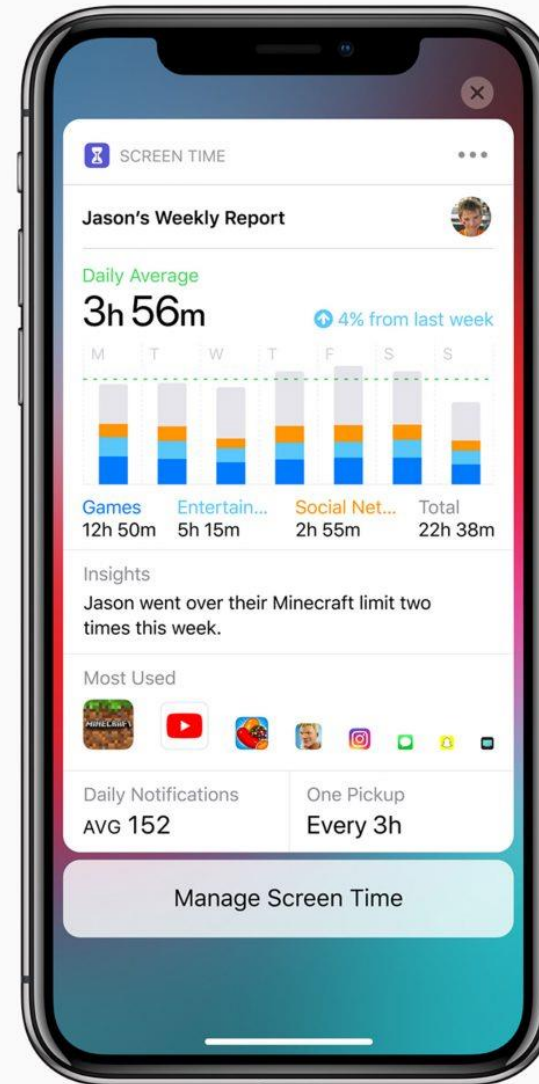 SCREEN TIME
Jason's Weekly Report
Daily Average
3h 56m
4% from last week
M T W T F S S
Games Entertain... Social Net... Total
12h 50m 5h 15m 2h 55m 22h 38m
Insights
Jason went over their Minecraft limit two
times this week.
Most Used
MINECRAFT
Daily Notifications One Pickup
AVG 152 Every 3h
Manage Screen Time